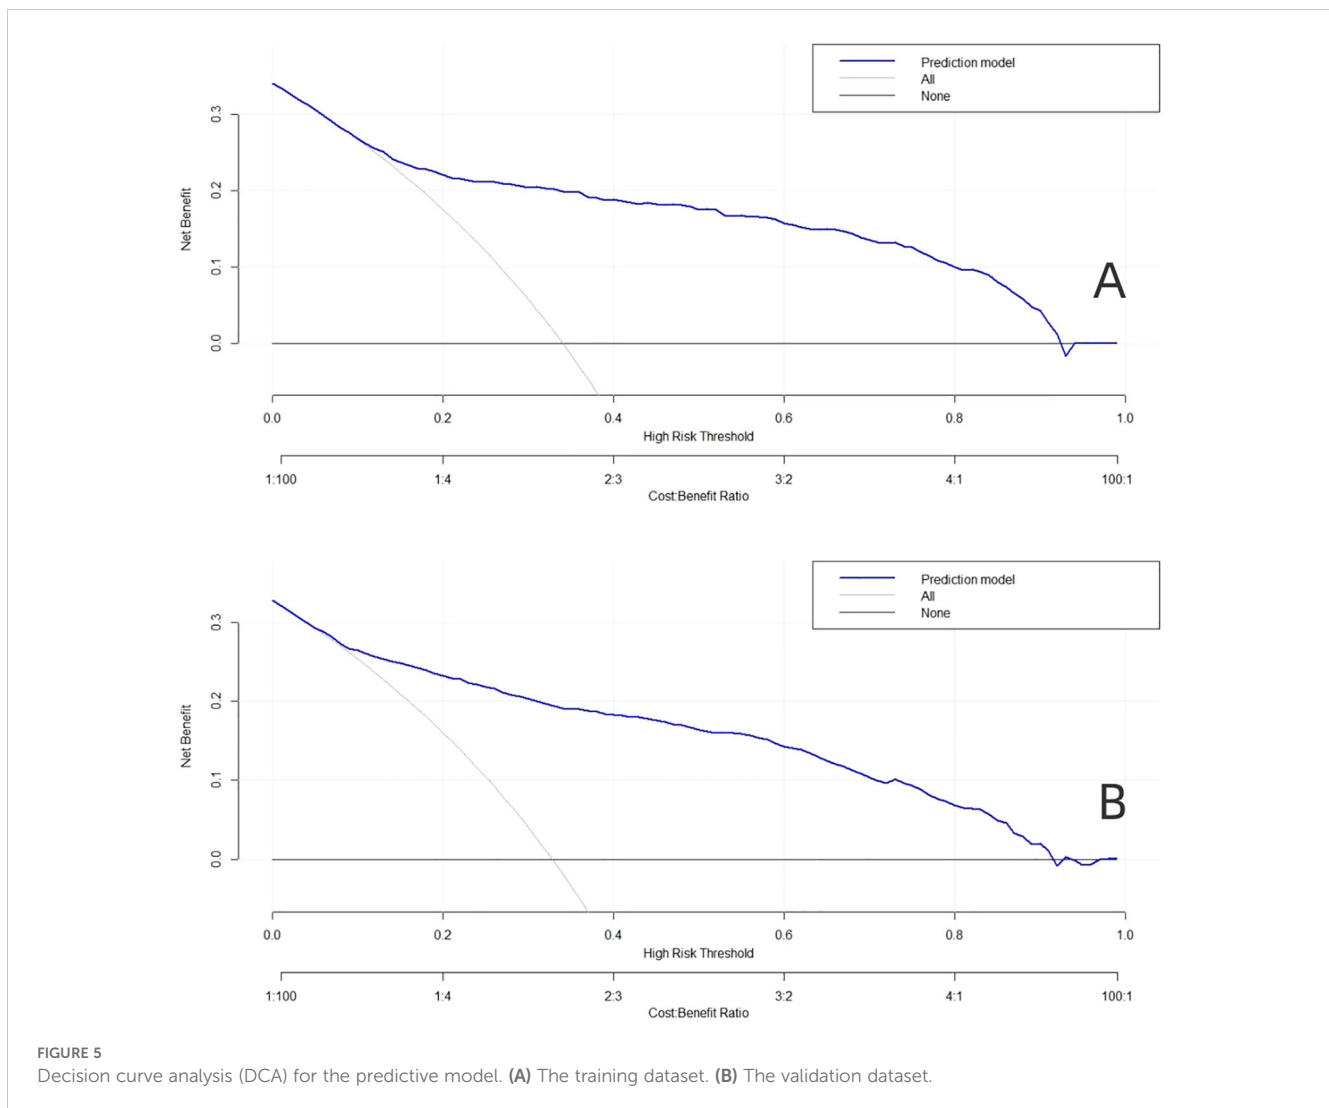 Prediction model
All
None
0.3
0.2
0.1
0.0
Net Benefit
A
0.0 0.2 0.4 0.6 0.8 1.0
High Risk Threshold
1:100 1:4 2:3 3:2 4:1 100:1
Cost:Benefit Ratio
Prediction model
All
None
0.3
0.2
0.1
0.0
Net Benefit
B
0.0 0.2 0.4 0.6 0.8 1.0
High Risk Threshold
1:100 1:4 2:3 3:2 4:1 100:1
Cost:Benefit Ratio
FIGURE 5
Decision curve analysis (DCA) for the predictive model. (A) The training dataset. (B) The validation dataset.